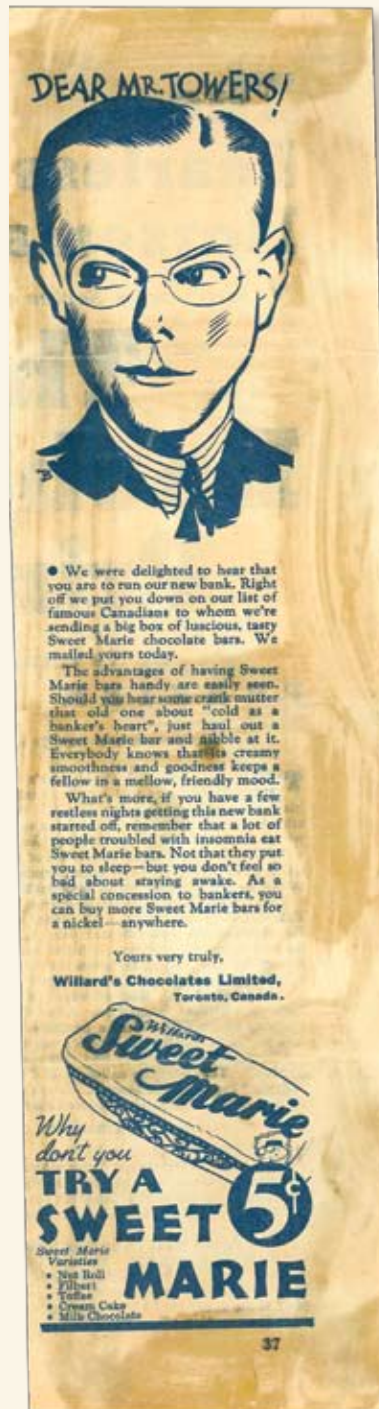 DEAR MR. TOWERS!
● We were delighted to hear that
you are to run our new bank. Right
off we put you down on our list of
famous Canadians to whom we're
sending a big box of luscious, tasty
Sweet Marie chocolate bars. We
mailed yours today.
The advantages of having Sweet
Marie bars handy are easily seen.
Should you hear some crank mutter
that old one about "cold as a
banker's heart", just haul out a
Sweet Marie bar and nibble at it.
Everybody knows that its creamy
smoothness and goodness keeps a
fellow in a mellow, friendly mood.
What's more, if you have a few
restless nights getting this new bank
started off, remember that a lot of
people troubled with insomnia eat
Sweet Marie bars. Not that they put
you to sleep—but you don't feel so
bad about staying awake. As a
special concession to bankers, you
can buy more Sweet Marie bars for
a nickel—anywhere.
Yours very truly,
Willard's Chocolates Limited,
Toronto, Canada.
Willard's
Sweet
Marie
Why
don't you
TRY A
5¢
SWEET
MARIE
Sweet Marie
Varieties
• Nut Roll
• Filbert
• Toffee
• Cream Cake
• Milk Chocolate
37